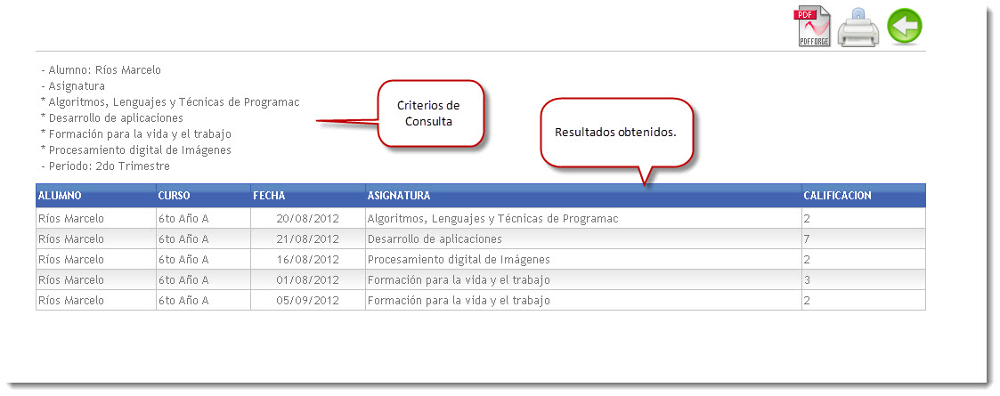 PDF
PDFFORGE
- Alumno: Ríos Marcelo
- Asignatura
* Algoritmos, Lenguajes y Técnicas de Programac
* Desarrollo de aplicaciones
* Formación para la vida y el trabajo
* Procesamiento digital de Imágenes
- Periodo: 2do Trimestre
Criterios de
Consulta
Resultados obtenidos.
ALUMNO CURSO FECHA ASIGNATURA CALIFICACION
Ríos Marcelo 6to Año A 20/08/2012 Algoritmos, Lenguajes y Técnicas de Programac 2
Ríos Marcelo 6to Año A 21/08/2012 Desarrollo de aplicaciones 7
Ríos Marcelo 6to Año A 16/08/2012 Procesamiento digital de Imágenes 2
Ríos Marcelo 6to Año A 01/08/2012 Formación para la vida y el trabajo 3
Ríos Marcelo 6to Año A 05/09/2012 Formación para la vida y el trabajo 2